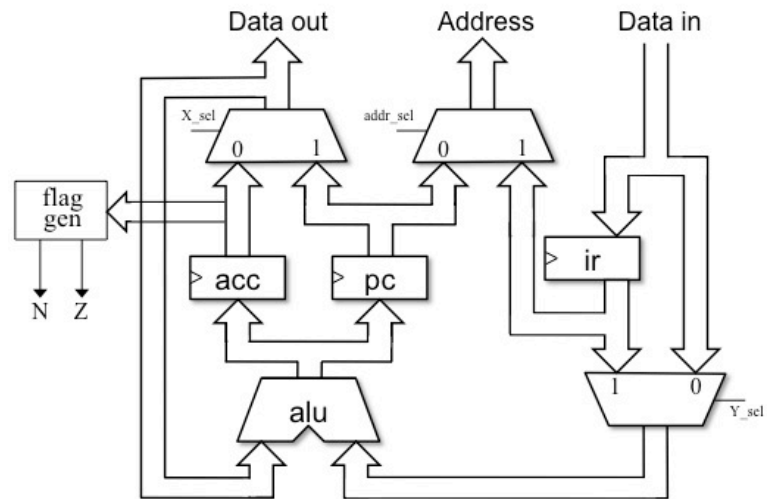 Data out Address Data in
X_sel addr_sel
0 1 0 1
flag
gen
acc pc ir
N Z
1 0
alu Y_sel